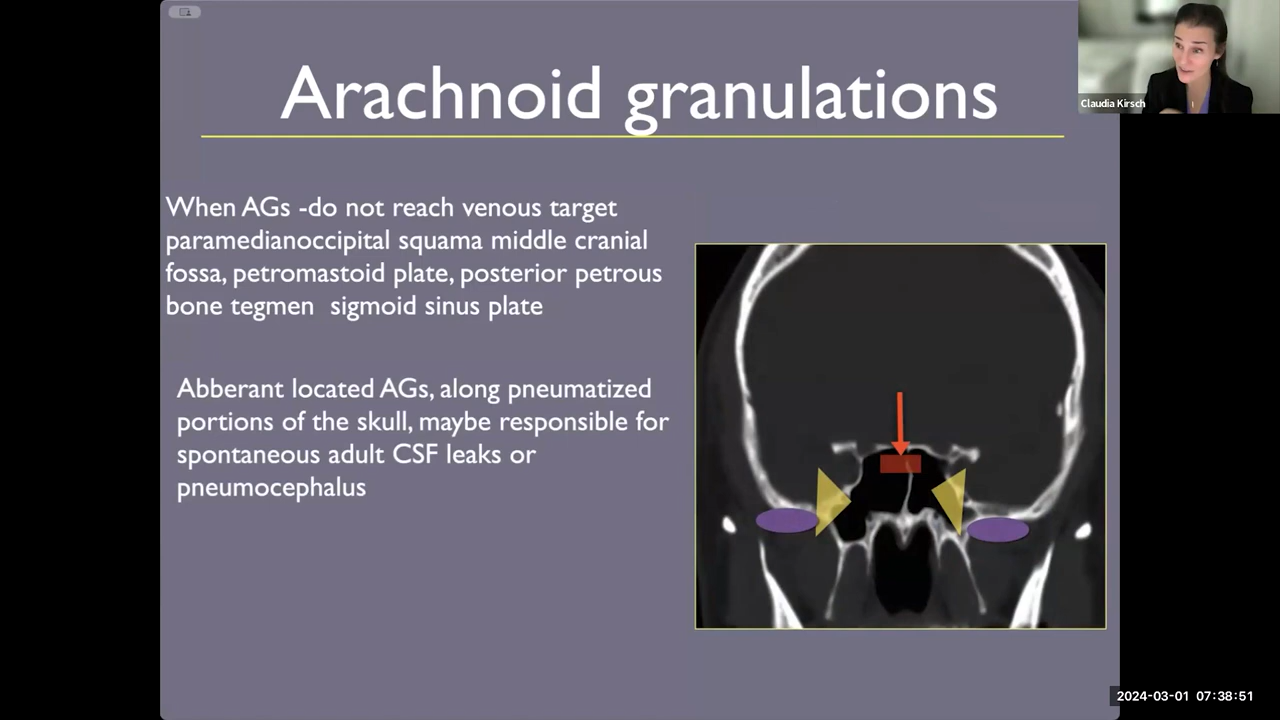 Arachnoid granulations
Claudia Kirsch
When AGs -do not reach venous target
paramedianoccipital squama middle cranial
fossa, petromastoid plate, posterior petrous
bone tegmen  sigmoid sinus plate
Abberant located AGs, along pneumatized
portions of the skull, maybe responsible for
spontaneous adult CSF leaks or
pneumocephalus
2024-03-01 07:38:51